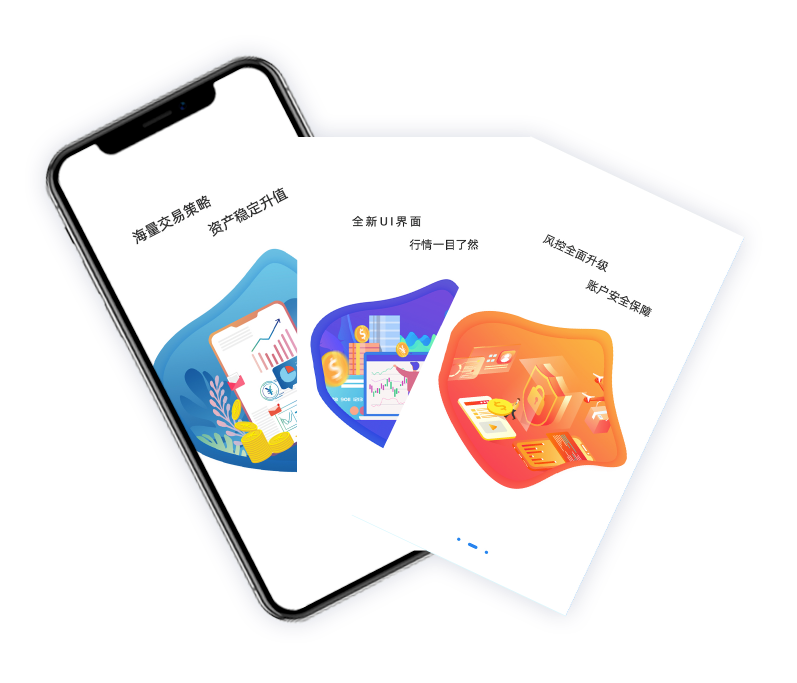 海量交易策略
资产稳定升值
全新UI界面
行情一目了然
风控全面升级
账户安全保障